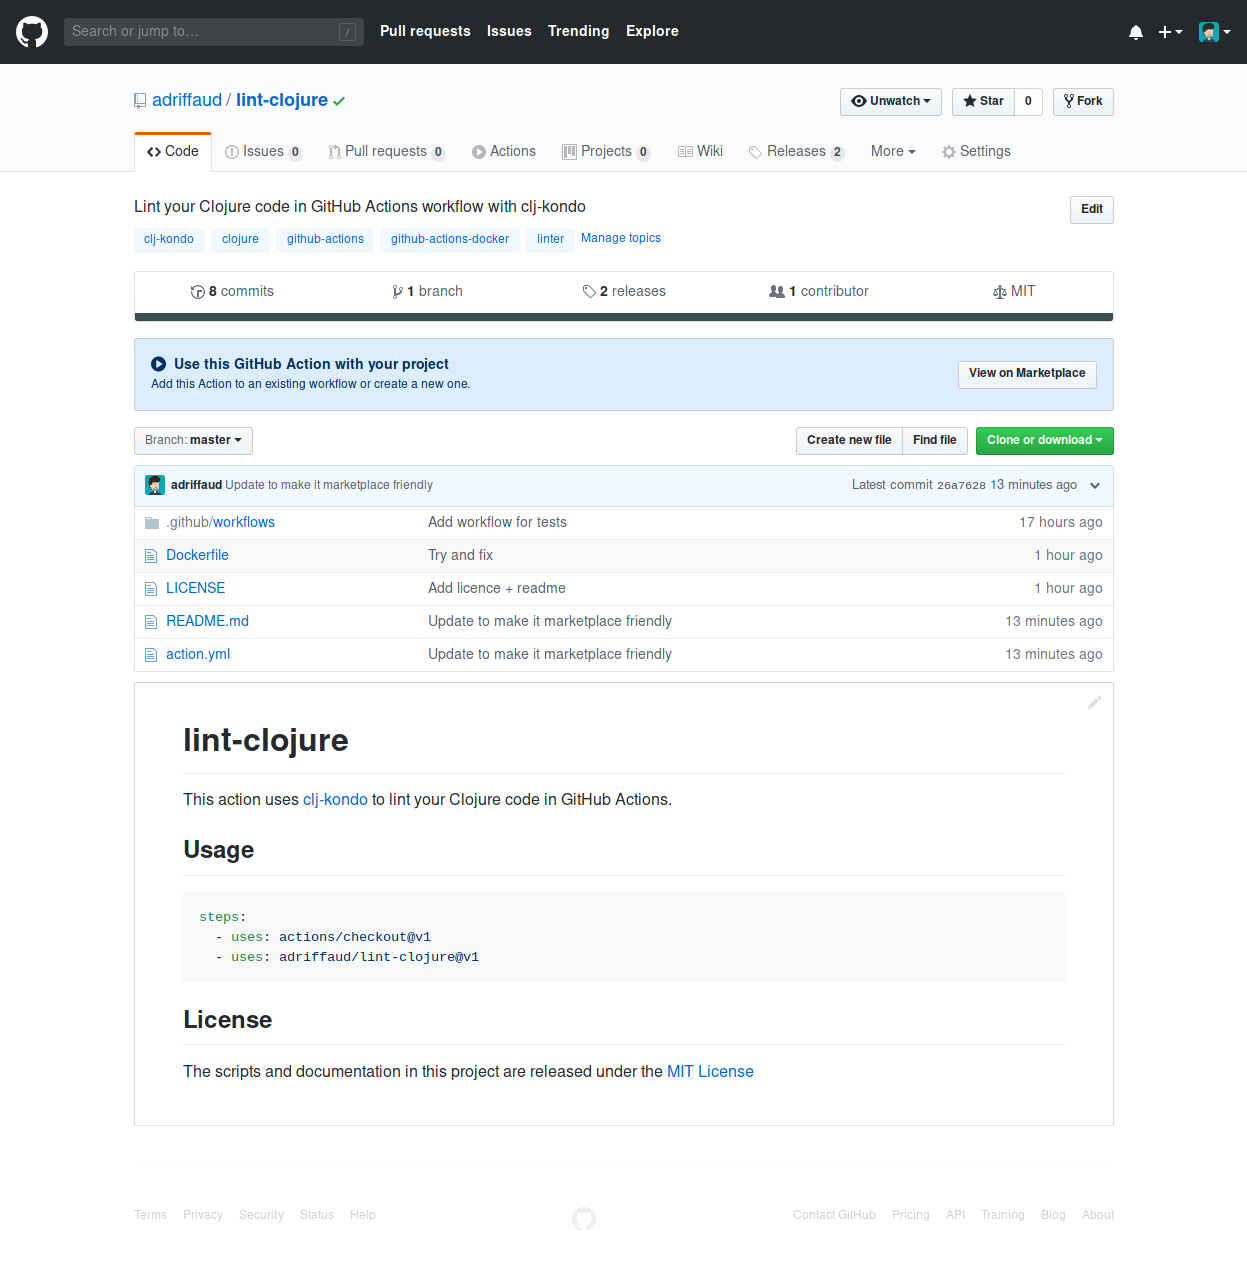 Search or jump to… / Pull requests Issues Trending Explore
adriffaud / lint-clojure Unwatch Star 0 Fork
Code Issues 0 Pull requests 0 Actions Projects 0 Wiki Releases 2 More Settings
Lint your Clojure code in GitHub Actions workflow with clj-kondo Edit
clj-kondo clojure github-actions github-actions-docker linter Manage topics
8 commits 1 branch 2 releases 1 contributor MIT
Use this GitHub Action with your project
Add this Action to an existing workflow or create a new one.
View on Marketplace
Branch: master Create new file Find file Clone or download
adriffaud Update to make it marketplace friendly Latest commit 26a7628 13 minutes ago
.github/workflows Add workflow for tests 17 hours ago
Dockerfile Try and fix 1 hour ago
LICENSE Add licence + readme 1 hour ago
README.md Update to make it marketplace friendly 13 minutes ago
action.yml Update to make it marketplace friendly 13 minutes ago
lint-clojure
This action uses clj-kondo to lint your Clojure code in GitHub Actions.
Usage
steps:
  - uses: actions/checkout@v1
  - uses: adriffaud/lint-clojure@v1
License
The scripts and documentation in this project are released under the MIT License
Terms Privacy Security Status Help Contact GitHub Pricing API Training Blog About